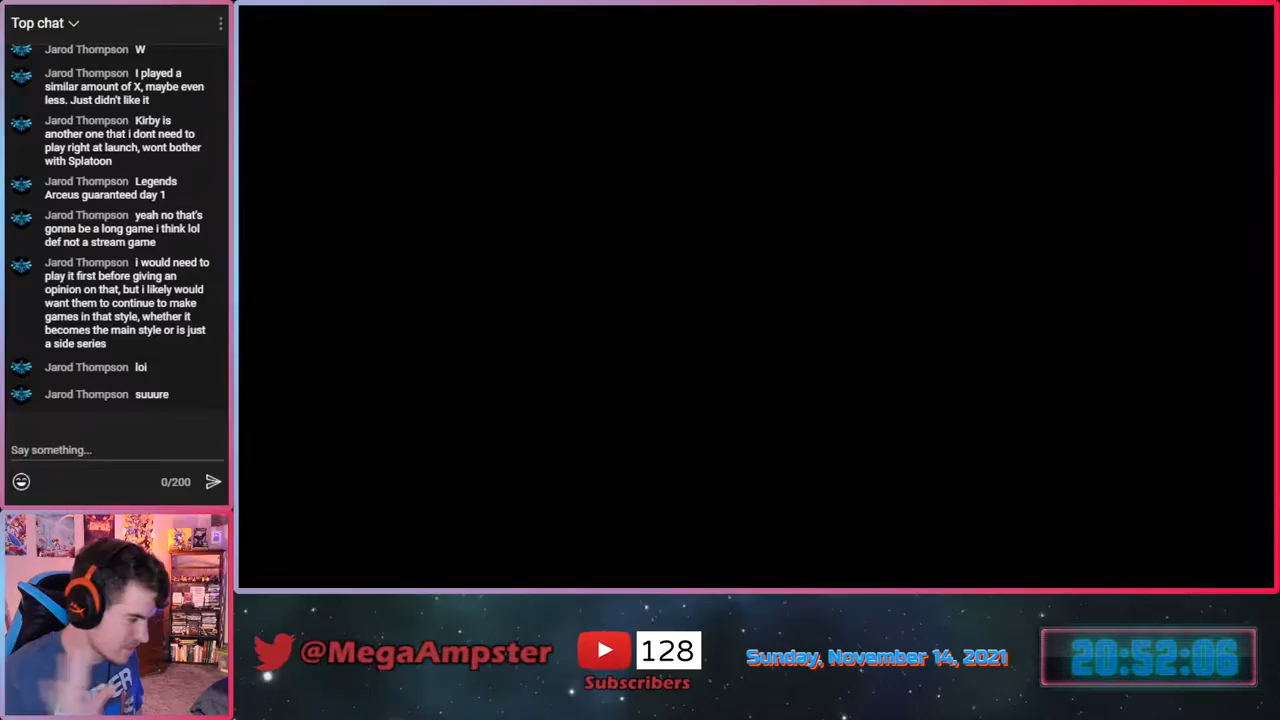 Top chat
Jarod Thompson W
Jarod Thompson I played a
similar amount of X, maybe even
less. Just didn't like it
Jarod Thompson Kirby is
another one that i dont need to
play right at launch, wont bother
with Splatoon
Jarod Thompson Legends
Arceus guaranteed day 1
Jarod Thompson yeah no that's
gonna be a long game i think lol
def not a stream game
Jarod Thompson i would need to
play it first before giving an
opinion on that, but i likely would
want them to continue to make
games in that style, whether it
becomes the main style or is just
a side series
Jarod Thompson loi
Jarod Thompson suuure
Say something...
0/200
@MegaAmpster
128
Subscribers
Sunday, November 14, 2021
20:52:06